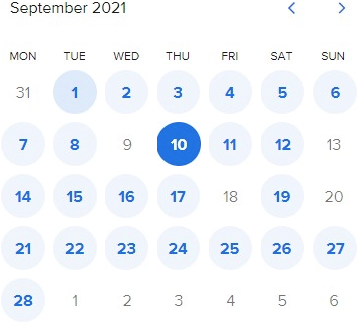 September 2021
MON TUE WED THU FRI SAT SUN
31 1 2 3 4 5 6
7 8 9 10 11 12 13
14 15 16 17 18 19 20
21 22 23 24 25 26 27
28 1 2 3 4 5 6